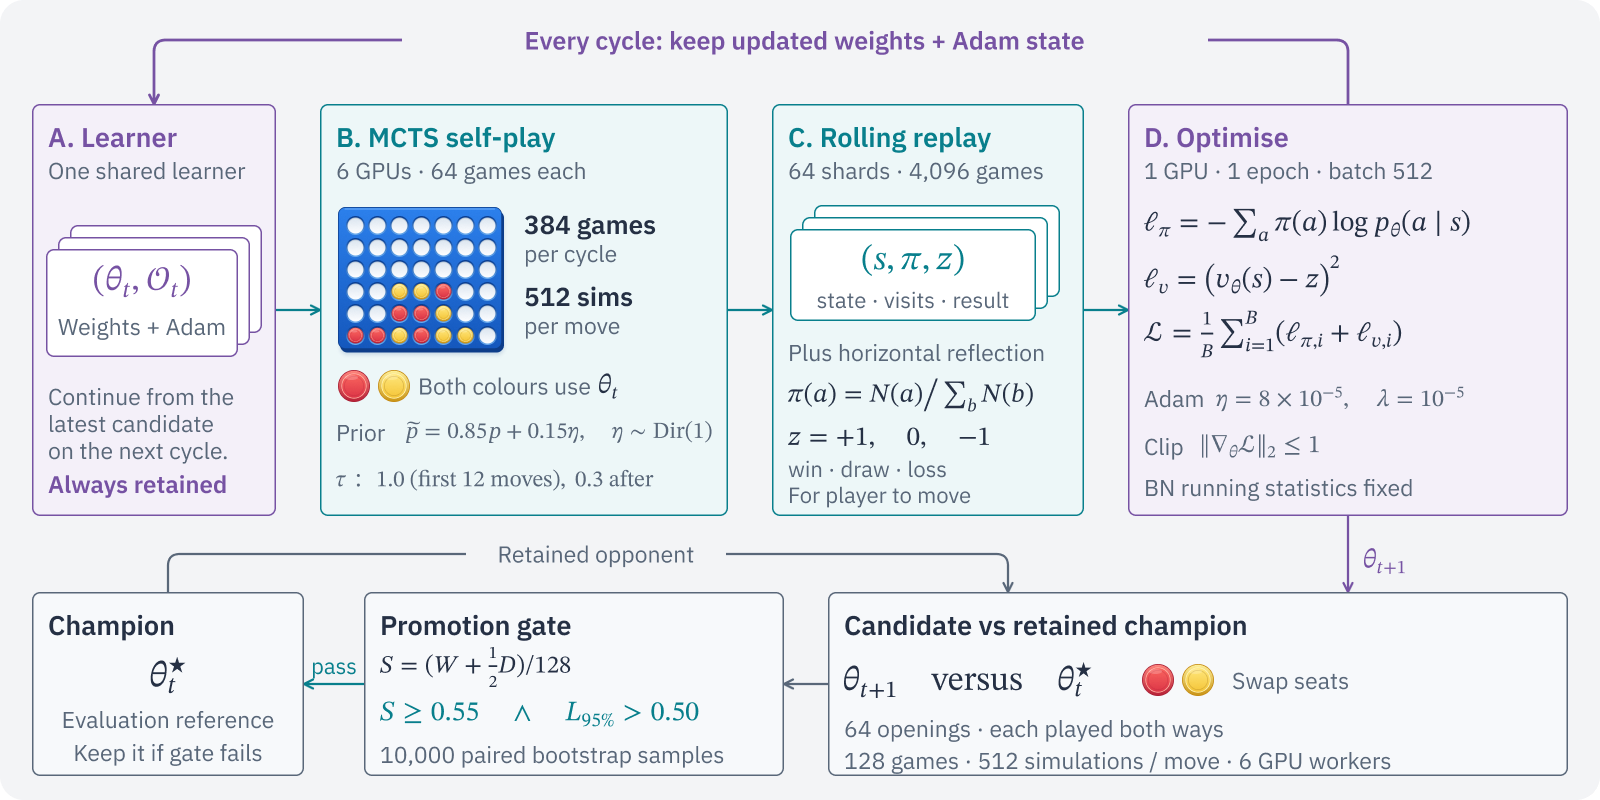 Every cycle: keep updated weights + Adam state
A. Learner
One shared learner
(θ_t, 𝒪_t)
Weights + Adam
Continue from the
latest candidate
on the next cycle.
Always retained
B. MCTS self-play
6 GPUs · 64 games each
384 games
per cycle
512 sims
per move
Both colours use θ_t
Prior p̃ = 0.85p + 0.15η, η ∼ Dir(1)
τ : 1.0 (first 12 moves), 0.3 after
C. Rolling replay
64 shards · 4,096 games
(s, π, z)
state · visits · result
Plus horizontal reflection
π(a) = N(a)/∑_b N(b)
z = +1, 0, −1
win · draw · loss
For player to move
D. Optimise
1 GPU · 1 epoch · batch 512
ℓ_π = −∑_a π(a) log p_θ(a | s)
ℓ_v = (v_θ(s) − z)²
ℒ = 1/B ∑_{i=1}^B (ℓ_{π,i} + ℓ_{v,i})
Adam η = 8 × 10⁻⁵, λ = 10⁻⁵
Clip ‖∇_θℒ‖₂ ≤ 1
BN running statistics fixed
θ_{t+1}
Retained opponent
Champion
θ_t^★
Evaluation reference
Keep it if gate fails
pass
Promotion gate
S = (W + ½D)/128
S ≥ 0.55 ∧ L_{95%} > 0.50
10,000 paired bootstrap samples
Candidate vs retained champion
θ_{t+1} versus θ_t^★ Swap seats
64 openings · each played both ways
128 games · 512 simulations / move · 6 GPU workers